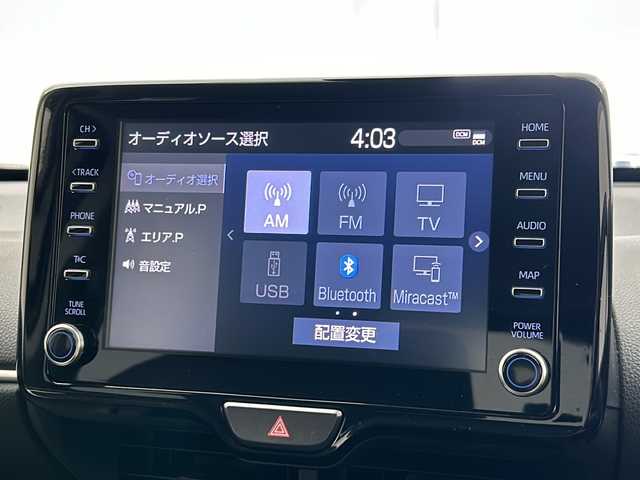 CH>
<TRACK
PHONE
TUNE
SCROLL
オーディオソース選択
4:03
DCM
DCM
オーディオ選択
マニュアル.P
エリア.P
音設定
AM
FM
TV
USB
Bluetooth
Miracast™
配置変更
HOME
MENU
AUDIO
MAP
POWER
VOLUME